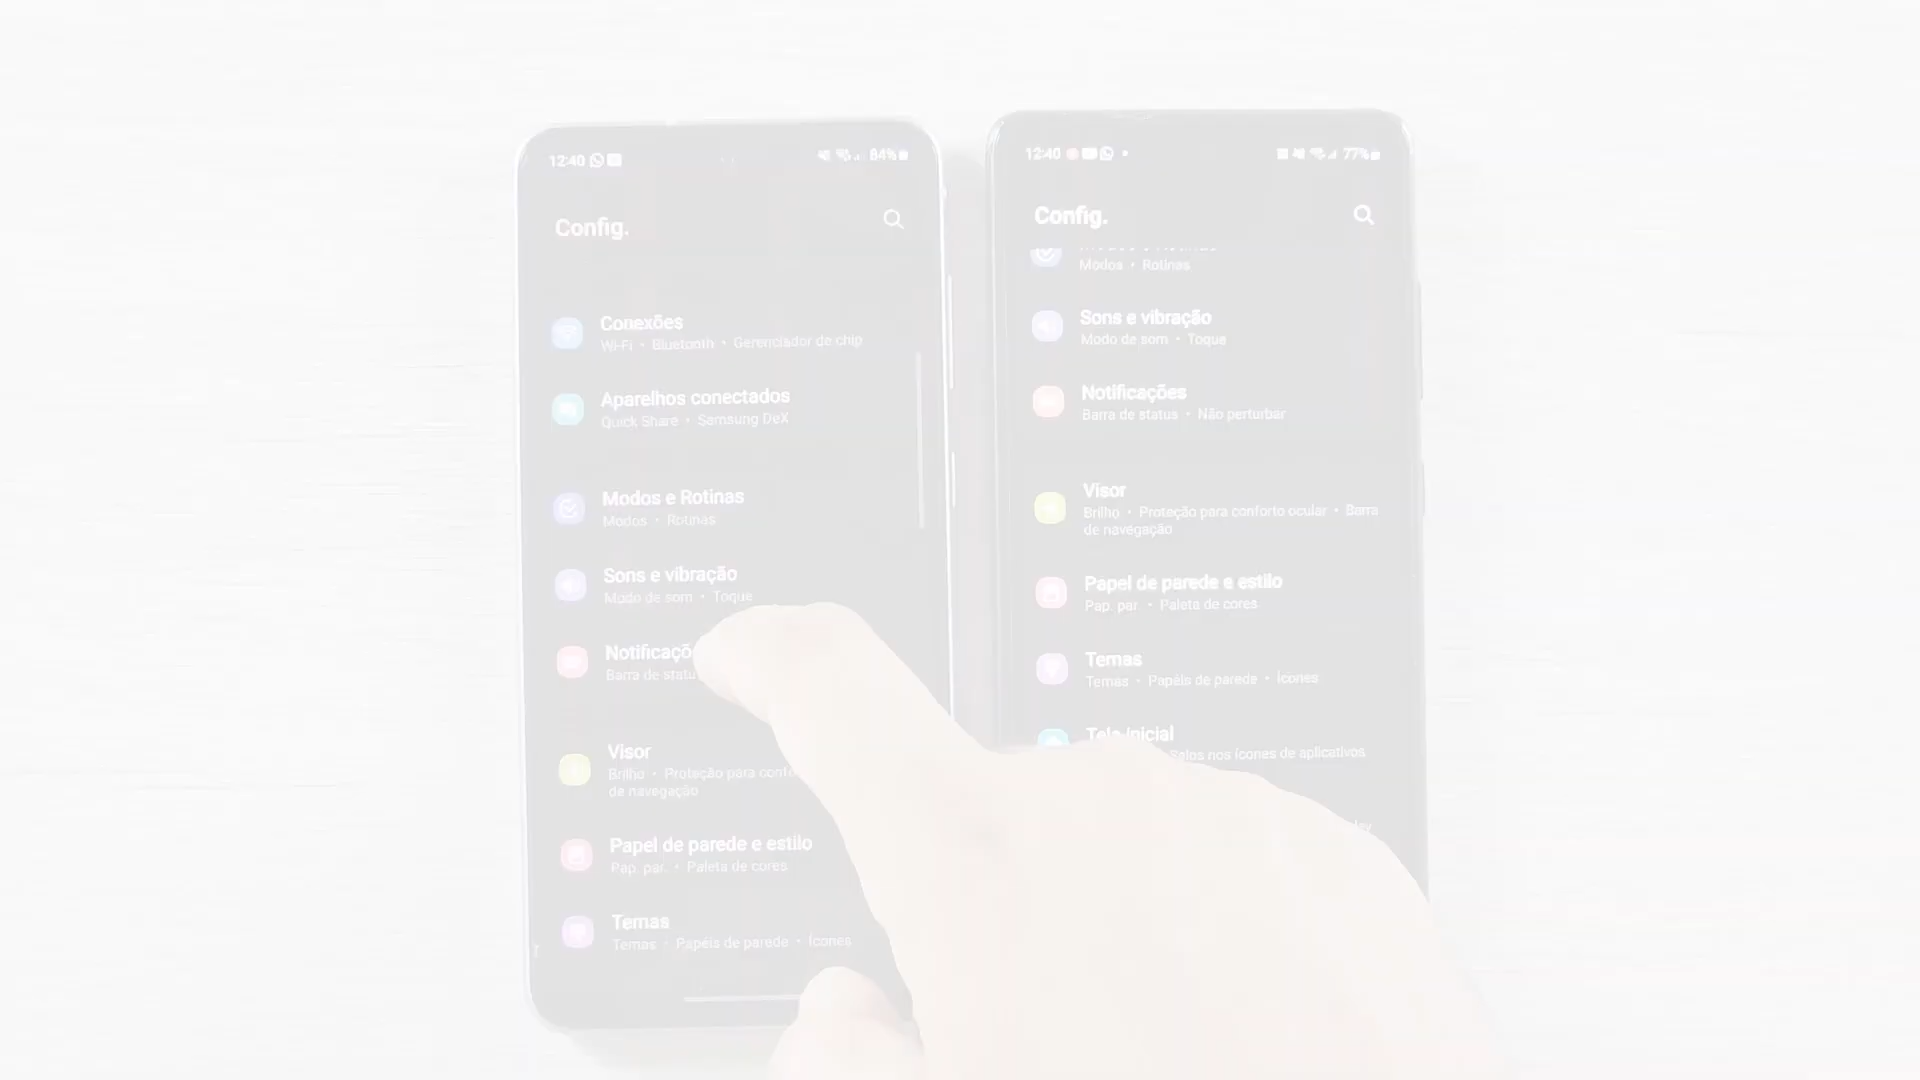 12:40
84%
Config.
Conexões
Wi-Fi • Bluetooth • Gerenciador de chip
Aparelhos conectados
Quick Share • Samsung DeX
Modos e Rotinas
Modos • Rotinas
Sons e vibração
Modo de som • Toque
Notificaçõ
Barra de statu
Visor
Brilho • Proteção para conf
de navegação
Papel de parede e estilo
Pap. par. • Paleta de cores
Temas
Temas • Papéis de parede • Ícones
12:40
77%
Config.
Modos • Rotinas
Sons e vibração
Modo de som • Toque
Notificações
Barra de status • Não perturbar
Visor
Brilho • Proteção para conforto ocular • Barra
de navegação
Papel de parede e estilo
Pap. par. • Paleta de cores
Temas
Temas • Papéis de parede • Ícones
Tela inicial
Selos nos ícones de aplicativos